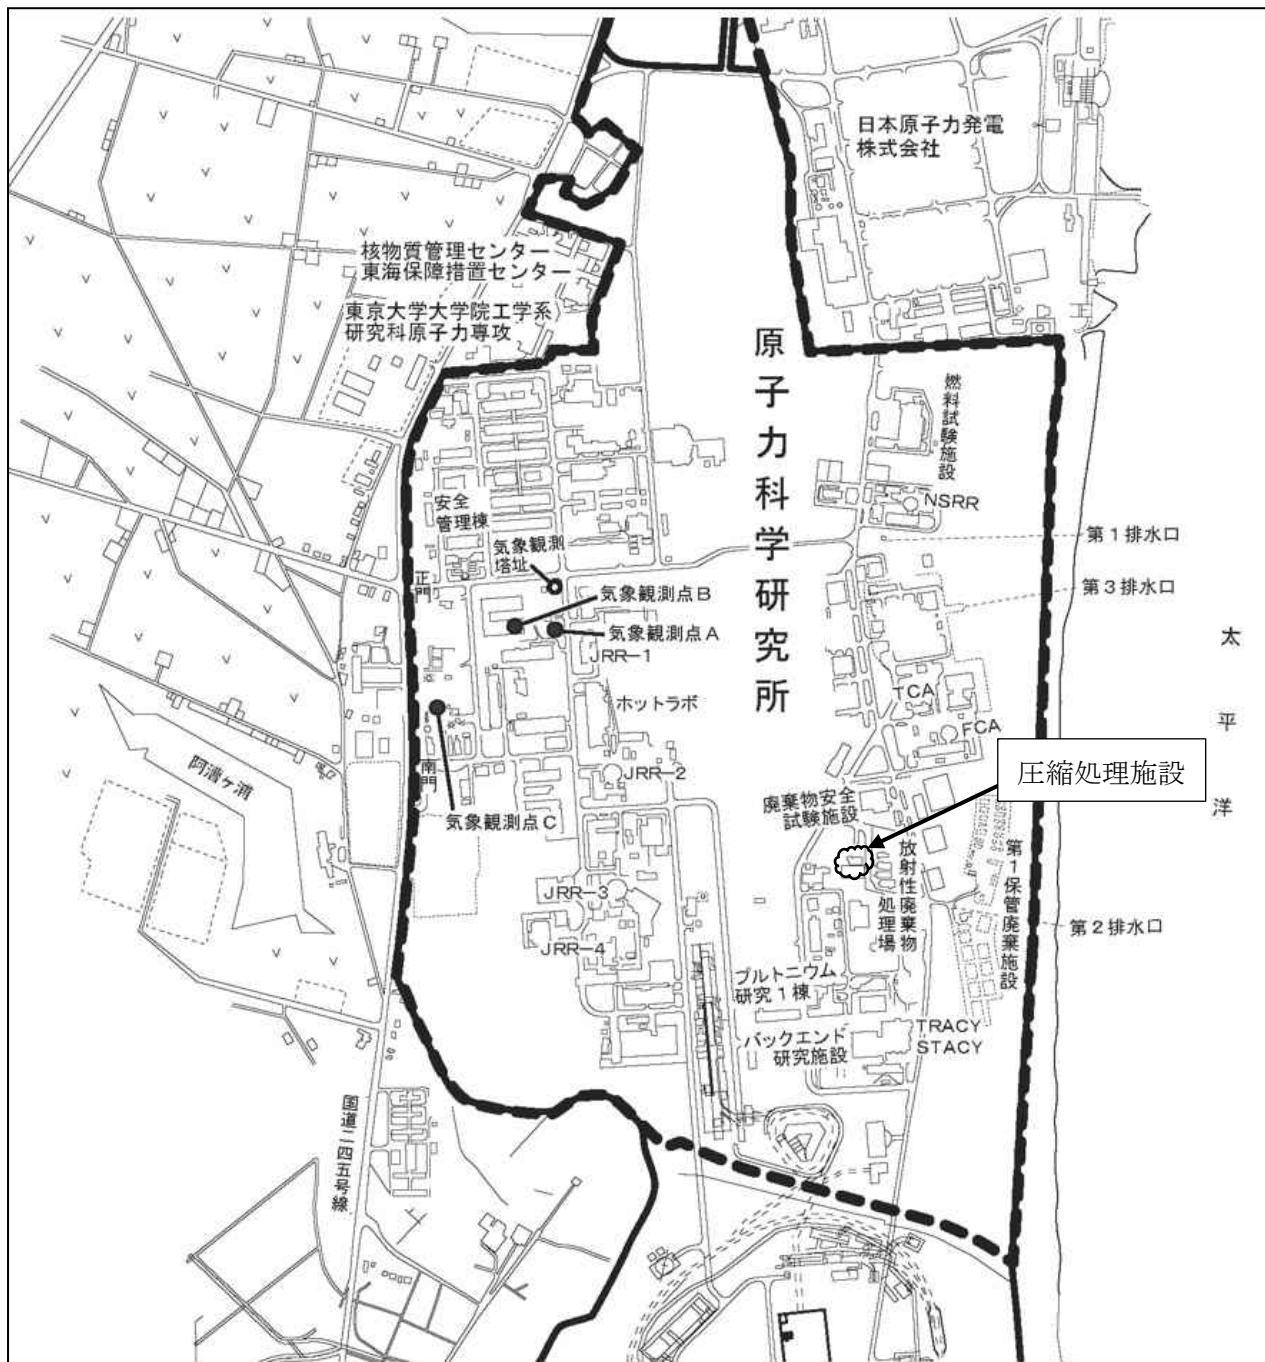 日本原子力発電
株式会社
核物質管理センター
東海保障措置センター
東京大学大学院工学系
研究科原子力専攻
原子力科学研究所
燃料試験施設
NSRR
安全
管理棟
気象観測
塔址
正門
第1排水口
第3排水口
気象観測点B
気象観測点A
JRR-1
太平洋
TCA
ホットラボ
FCA
圧縮処理施設
阿漕ヶ浦
南門
JRR-2
廃棄物安全
試験施設
気象観測点C
放射性廃棄物
処理場
第1保管廃棄施設
JRR-3
第2排水口
JRR-4
プルトニウム
研究1棟
TRACY
STACY
バックエンド
研究施設
国道二四五号線